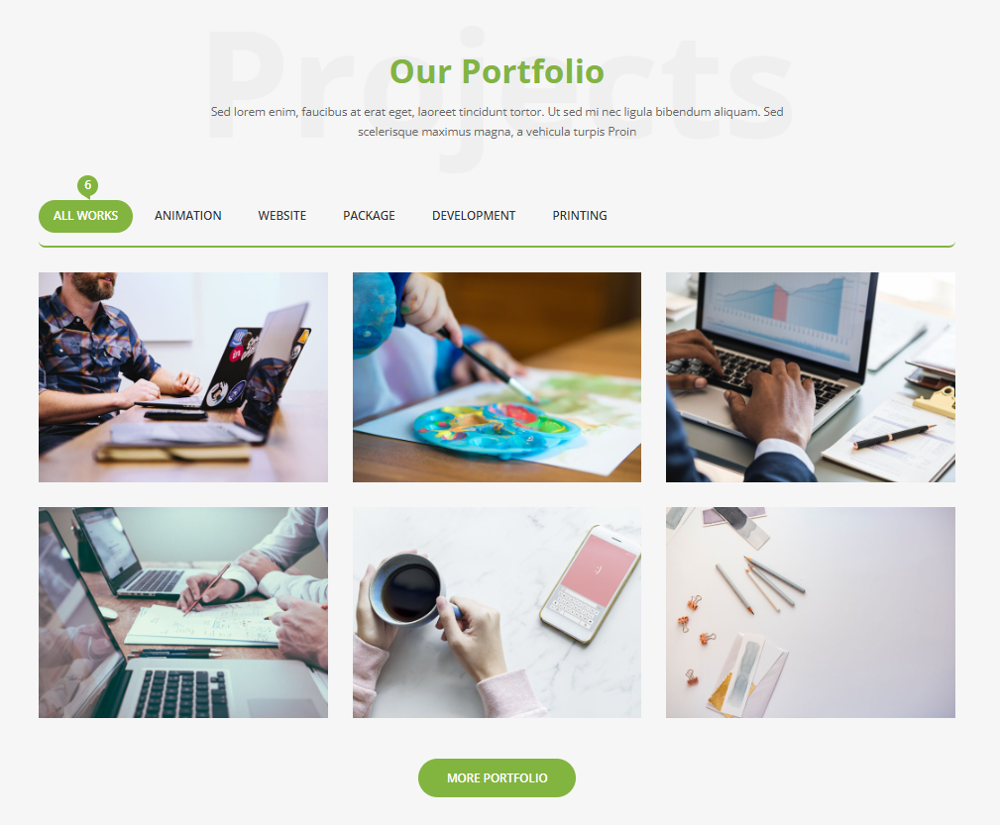 Projects
Our Portfolio
Sed lorem enim, faucibus at erat eget, laoreet tincidunt tortor. Ut sed mi nec ligula bibendum aliquam. Sed
scelerisque maximus magna, a vehicula turpis Proin
6
ALL WORKS ANIMATION WEBSITE PACKAGE DEVELOPMENT PRINTING
MORE PORTFOLIO